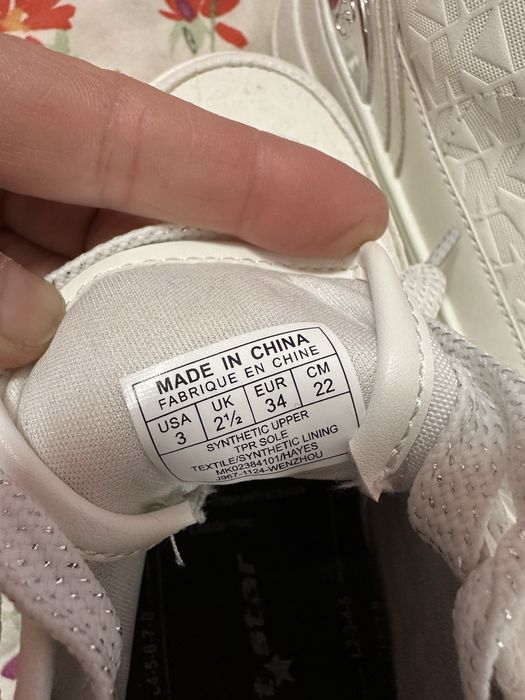 MADE IN CHINA
FABRIQUE EN CHINE
USA UK EUR CM
3 2½ 34 22
SYNTHETIC UPPER
TPR SOLE
TEXTILE/SYNTHETIC LINING
MK02384101/HAYES
J967-1124-WENZHOU
star